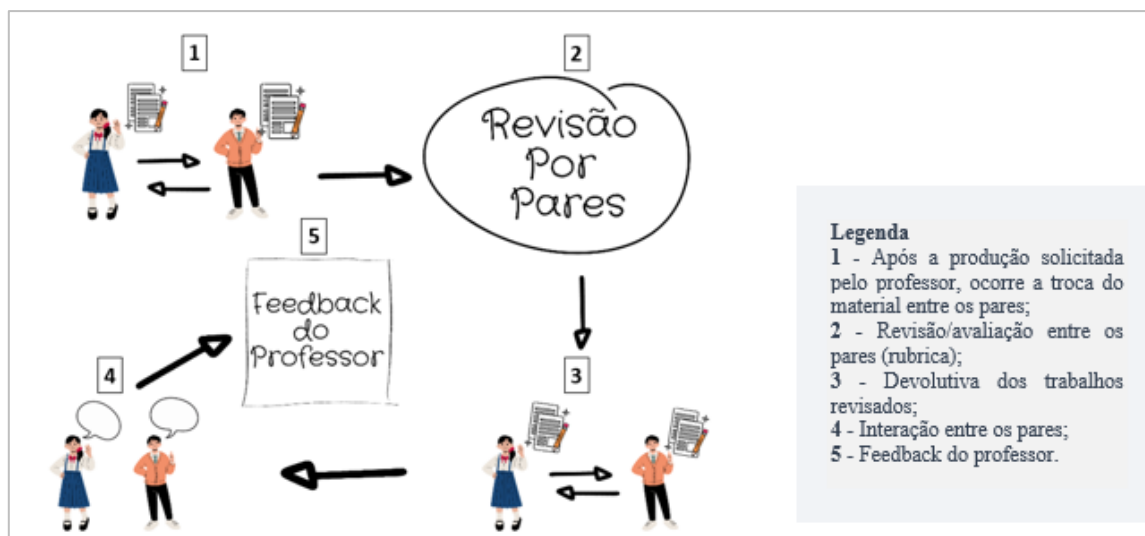 1
2
Revisão
Por
Pares
5
Feedback
do
Professor
4
3
Legenda
1 - Após a produção solicitada
pelo professor, ocorre a troca do
material entre os pares;
2 - Revisão/avaliação entre os
pares (rubrica);
3 - Devolutiva dos trabalhos
revisados;
4 - Interação entre os pares;
5 - Feedback do professor.